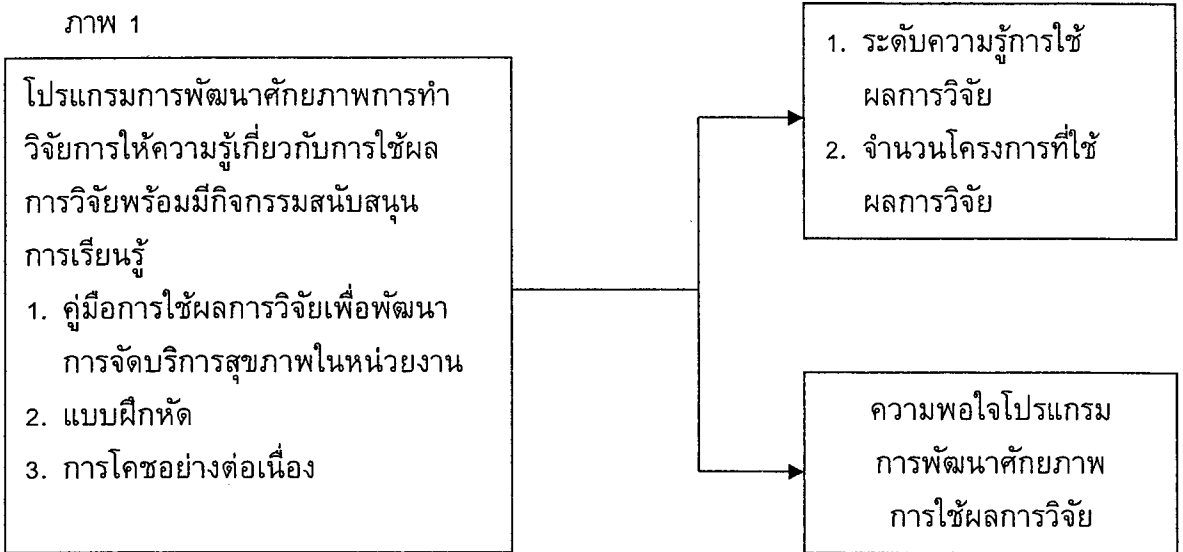 ภาพ 1
โปรแกรมการพัฒนาศักยภาพการทำ
วิจัยการให้ความรู้เกี่ยวกับการใช้ผล
การวิจัยพร้อมมีกิจกรรมสนับสนุน
การเรียนรู้
1. คู่มือการใช้ผลการวิจัยเพื่อพัฒนา
การจัดบริการสุขภาพในหน่วยงาน
2. แบบฝึกหัด
3. การโคชอย่างต่อเนื่อง
1. ระดับความรู้การใช้
ผลการวิจัย
2. จำนวนโครงการที่ใช้
ผลการวิจัย
ความพอใจโปรแกรม
การพัฒนาศักยภาพ
การใช้ผลการวิจัย